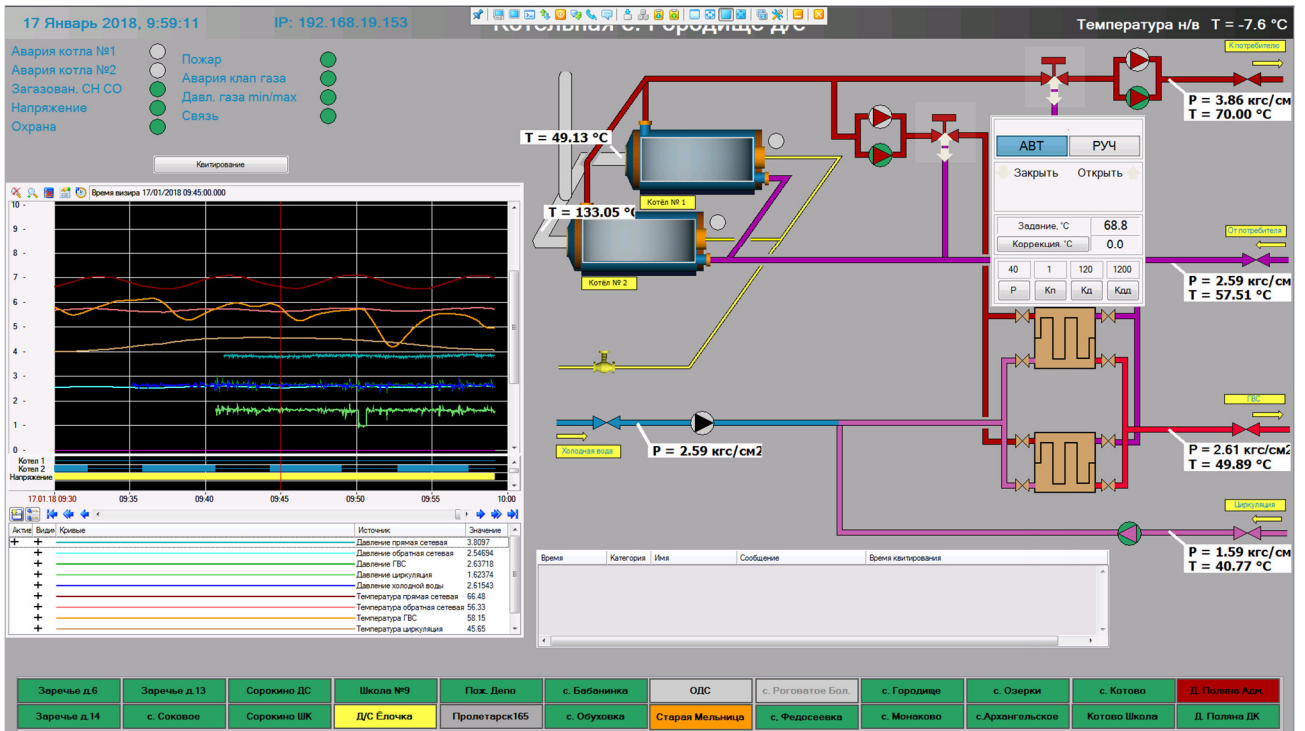 17 Январь 2018, 9:59:11
IP: 192.168.19.153
Котельная с. Городище д/с
Температура н/в T = -7.6 °C
Авария котла №1
Авария котла №2
Загазован. CH CO
Напряжение
Охрана
Пожар
Авария клап газа
Давл. газа min/max
Связь
Квитирование
Время визира 17/01/2018 09:45:00.000
10
9
8
7
6
5
4
3
2
1
0
Котел 1
Котел 2
Напряжение
17.01.18 09:30 09:35 09:40 09:45 09:50 09:55 10:00
Актив Види Кривые Источник Значение
Давление прямая сетевая 3.8097
Давление обратная сетевая 2.54694
Давление ГВС 2.63718
Давление циркуляция 1.62374
Давление холодной воды 2.61543
Температура прямая сетевая 66.48
Температура обратная сетевая 56.33
Температура ГВС 58.15
Температура циркуляция 45.65
T = 49.13 °C
T = 133.05 °C
Котёл № 1
Котёл № 2
К потребителю
P = 3.86 кгс/см
T = 70.00 °C
АВТ РУЧ
Закрыть Открыть
Задание, °C 68.8
Коррекция. °C 0.0
40 1 120 1200
P Кп Кд Кдд
От потребителя
P = 2.59 кгс/см
T = 57.51 °C
ГВС
P = 2.61 кгс/см2
T = 49.89 °C
Холодная вода
P = 2.59 кгс/см2
Циркуляция
P = 1.59 кгс/см
T = 40.77 °C
Время Категория Имя Сообщение Время квитирования
Заречье д.6 Заречье д.13 Сорокино ДС Школа №9 Пож. Депо с. Бабанинка ОДС с. Роговатое Бол. с. Городище с. Озерки с. Котово Д. Поляна Адм.
Заречье д.14 с. Соковое Сорокино ШК Д/С Ёлочка Пролетарск165 с. Обуховка Старая Мельница с. Федосеевка с. Монаково с.Архангельское Котово Школа Д. Поляна ДК